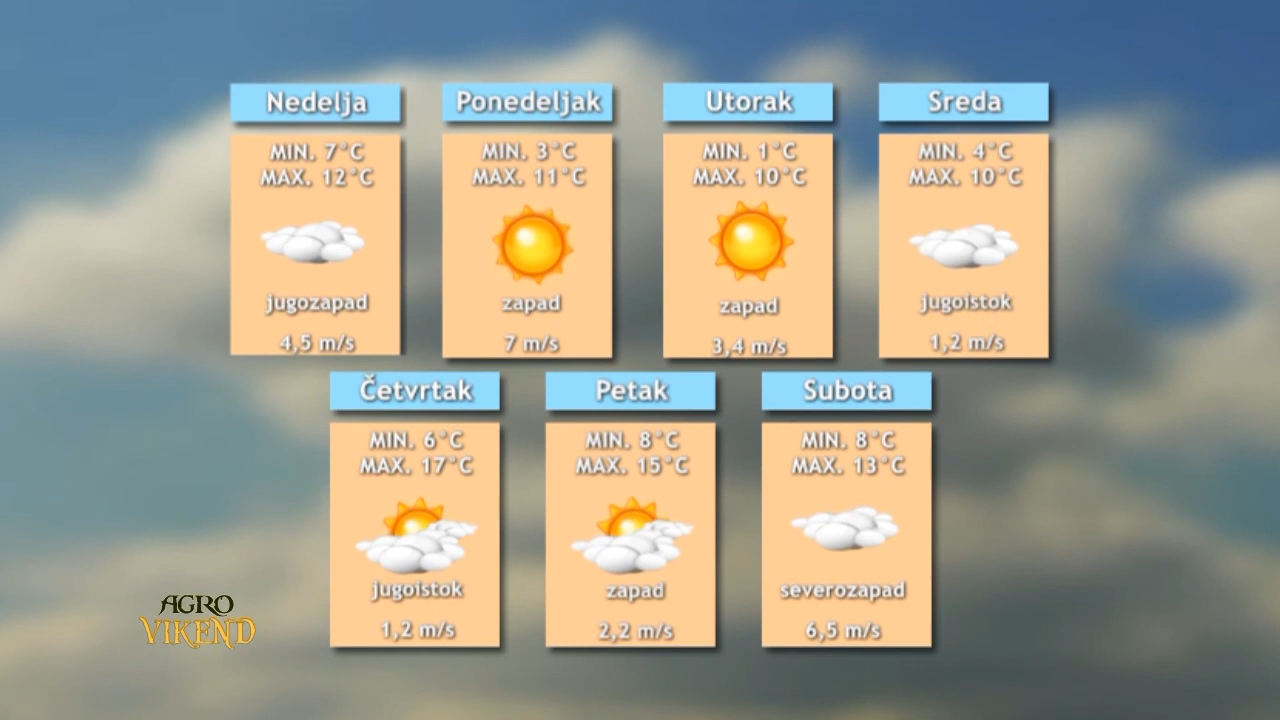 Nedelja
MIN. 7°C
MAX. 12°C
jugozapad
4,5 m/s
Ponedeljak
MIN. 3°C
MAX. 11°C
zapad
7 m/s
Utorak
MIN. 1°C
MAX. 10°C
zapad
3,4 m/s
Sreda
MIN. 4°C
MAX. 10°C
jugoistok
1,2 m/s
Četvrtak
MIN. 6°C
MAX. 17°C
jugoistok
1,2 m/s
Petak
MIN. 8°C
MAX. 15°C
zapad
2,2 m/s
Subota
MIN. 8°C
MAX. 13°C
severozapad
6,5 m/s
AGRO
VIKEND